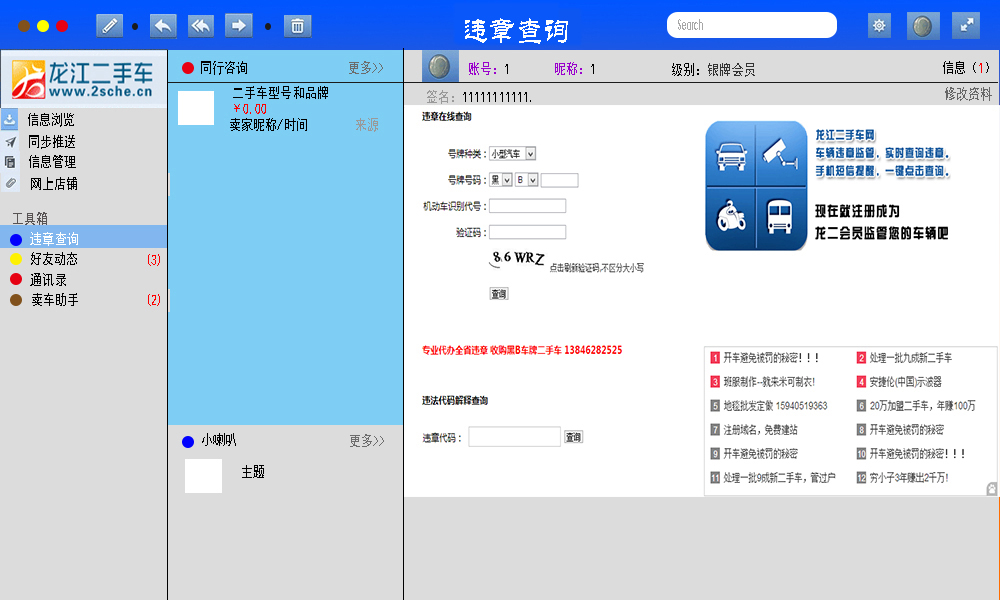 违章查询
Search
龙江二手车
www.2sche.cn
信息浏览
同步推送
信息管理
网上店铺
工具箱
违章查询
好友动态 (3)
通讯录
卖车助手 (2)
同行咨询 更多>>
二手车型号和品牌
¥0.00
卖家昵称/时间 来源
小喇叭 更多>>
主题
账号：1 昵称：1 级别：银牌会员 信息（1）
签名：11111111111. 修改资料
违章在线查询
号牌种类：小型汽车
号牌号码：黑 B
机动车识别代号：
验证码：
8.6 WRZ 点击刷新验证码,不区分大小写
查询
专业代办全省违章 收购黑B车牌二手车 13846282525
违法代码解释查询
违章代码： 查询
龙江二手车网
车辆违章监管，实时查询违章，
手机短信提醒，一键点击查询。
现在就注册成为
龙二会员监管您的车辆吧
1 开车避免被罚的秘密！！！ 2 处理一批九成新二手车
3 班服制作--就来米可制衣! 4 安捷伦(中国)示波器
5 地毯批发定做 15940519363 6 20万加盟二手车，年赚100万
7 注册域名，免费建站 8 开车避免被罚的秘密
9 开车避免被罚的秘密 10 开车避免被罚的秘密！！！
11 处理一批9成新二手车，管过户 12 穷小子3年赚出2千万!